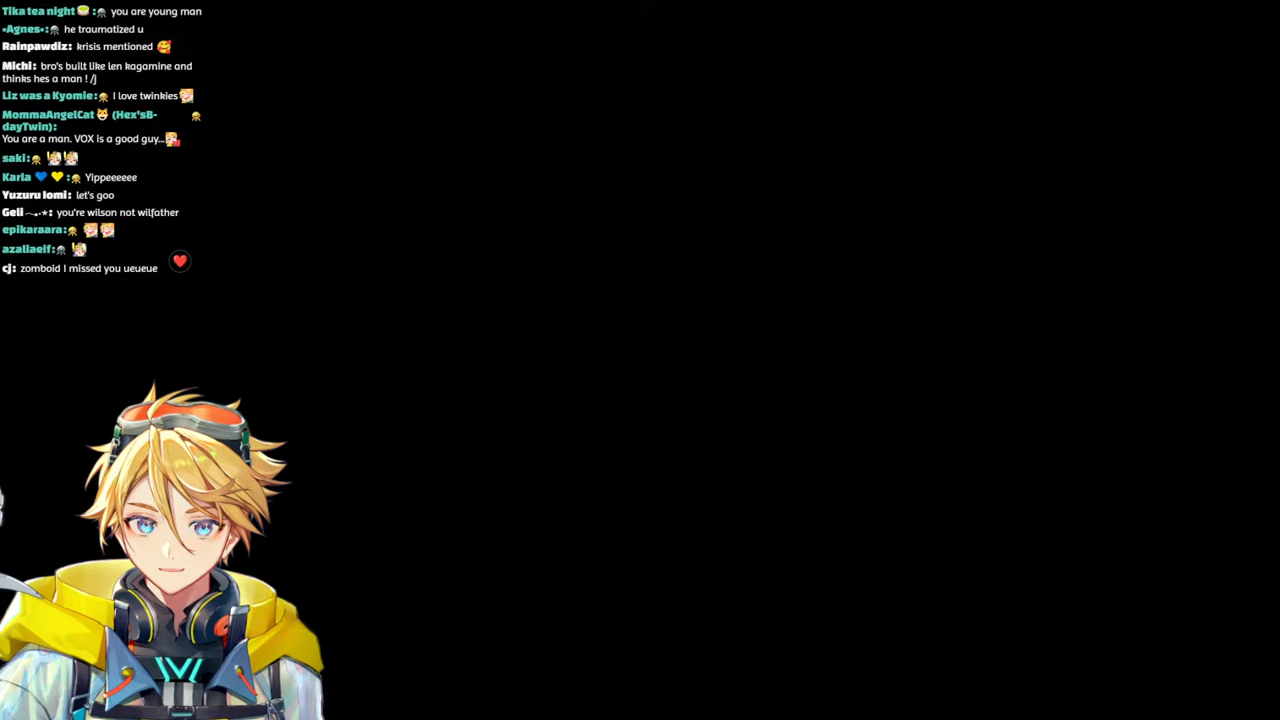 Tika tea night🍵: you are young man
•Agnes•: he traumatized u
Rainpawdiz: krisis mentioned 🥰
Michi: bro's built like len kagamine and
thinks hes a man ! /j
Liz was a Kyomie: I love twinkies
MommaAngelCat 😺 (Hex'sB-
dayTwin):
You are a man. VOX is a good guy...
saki:
Karla 💙 💛: Yippeeeeee
Yuzuru Iomi: let's goo
Geli ~⋆.⋅*: you're wilson not wilfather
epikaraara:
azaliaeif:
cj: zomboid I missed you ueueue